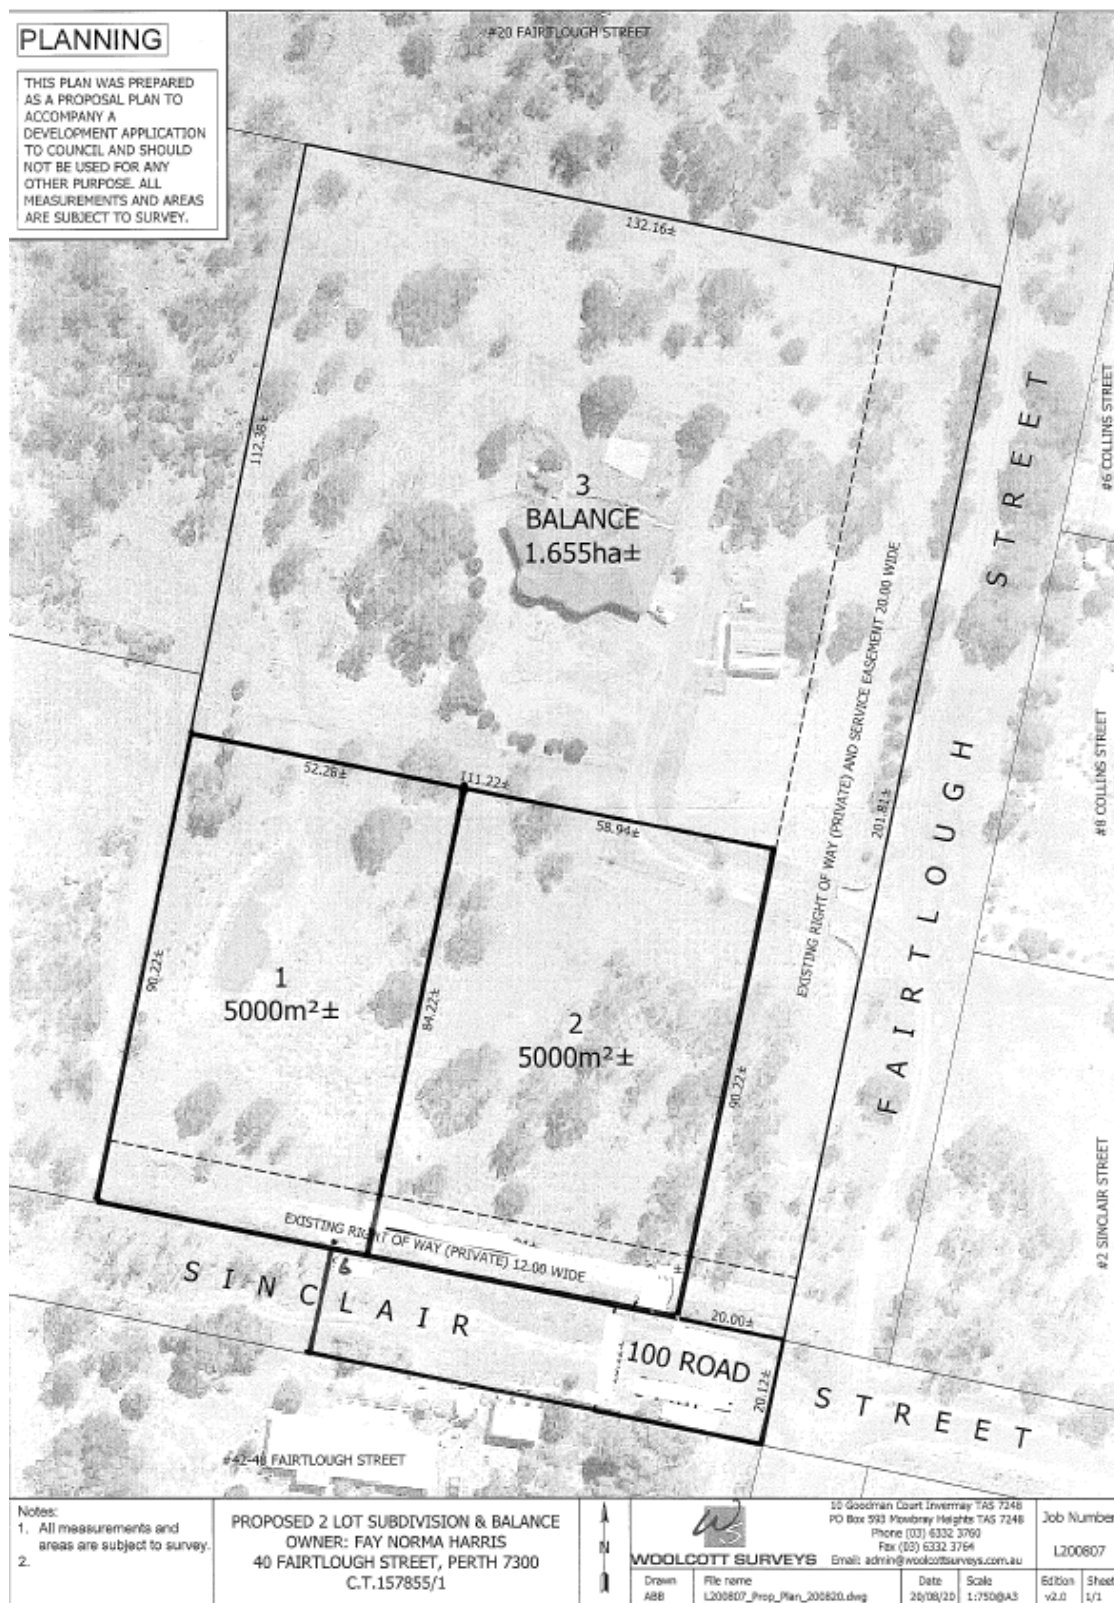 PLANNING
THIS PLAN WAS PREPARED
AS A PROPOSAL PLAN TO
ACCOMPANY A
DEVELOPMENT APPLICATION
TO COUNCIL AND SHOULD
NOT BE USED FOR ANY
OTHER PURPOSE. ALL
MEASUREMENTS AND AREAS
ARE SUBJECT TO SURVEY.
#20 FAIRTLOUGH STREET
132.16±
112.38±
3
BALANCE
1.655ha±
STREET
#6 COLLINS STREET
EXISTING RIGHT OF WAY (PRIVATE) AND SERVICE EASEMENT 20.00 WIDE
201.81±
FAIRTLOUGH
#8 COLLINS STREET
52.28±
111.22±
58.94±
90.22±
1
5000m²±
84.22±
2
5000m²±
90.22±
#2 SINCLAIR STREET
EXISTING RIGHT OF WAY (PRIVATE) 12.00 WIDE
6
SINCLAIR
20.00±
100 ROAD
20.12±
STREET
#42-48 FAIRTLOUGH STREET
Notes:
1. All measurements and
areas are subject to survey.
2.
PROPOSED 2 LOT SUBDIVISION & BALANCE
OWNER: FAY NORMA HARRIS
40 FAIRTLOUGH STREET, PERTH 7300
C.T.157855/1
N
WS
WOOLCOTT SURVEYS
10 Goodman Court Invermay TAS 7248
PO Box 593 Mowbray Heights TAS 7248
Phone (03) 6332 3760
Fax (03) 6332 3764
Email: admin@woolcottsurveys.com.au
Job Number
L200807
Drawn
ABB
File name
L200807_Prop_Plan_200820.dwg
Date
20/08/20
Scale
1:750@A3
Edition
v2.0
Sheet
1/1